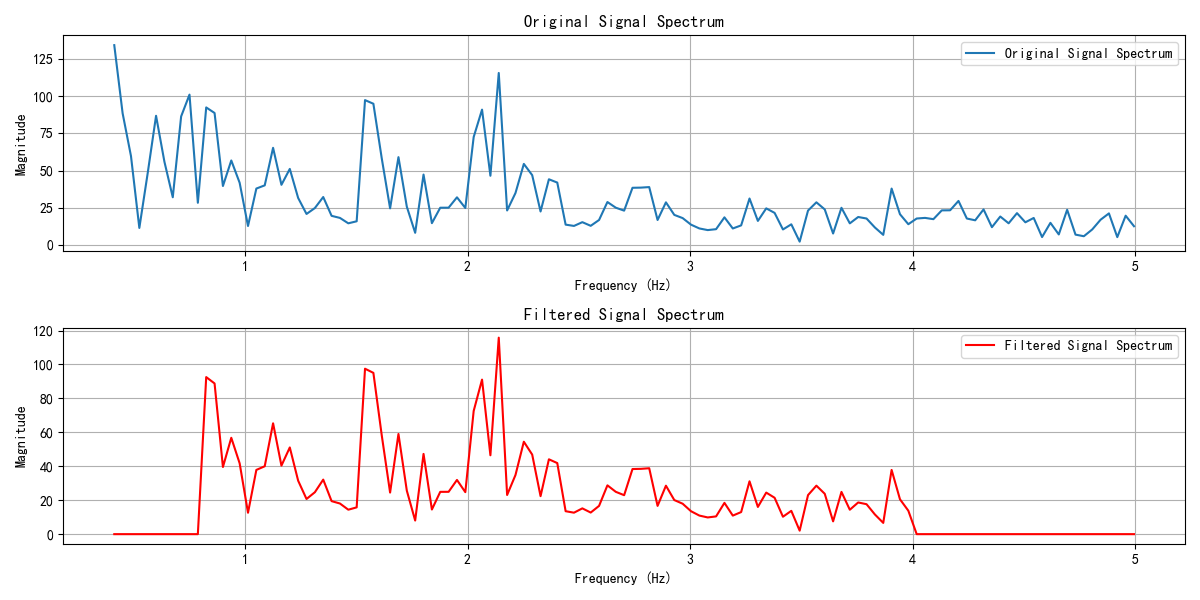 Original Signal Spectrum
Original Signal Spectrum
Magnitude
125
100
75
50
25
0
1
2
3
4
5
Frequency (Hz)
Filtered Signal Spectrum
Filtered Signal Spectrum
Magnitude
120
100
80
60
40
20
0
1
2
3
4
5
Frequency (Hz)